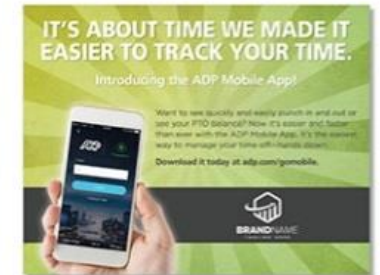 IT'S ABOUT TIME WE MADE IT
EASIER TO TRACK YOUR TIME.
Introducing the ADP Mobile App!
Want to see quickly and easily punch in and out or
see your PTO balance? Now it's easier and faster
than ever with the ADP Mobile App. It's the easiest
way to manage your time off—hands down.
Download it today at adp.com/gomobile.
ADP
BRANDNAME